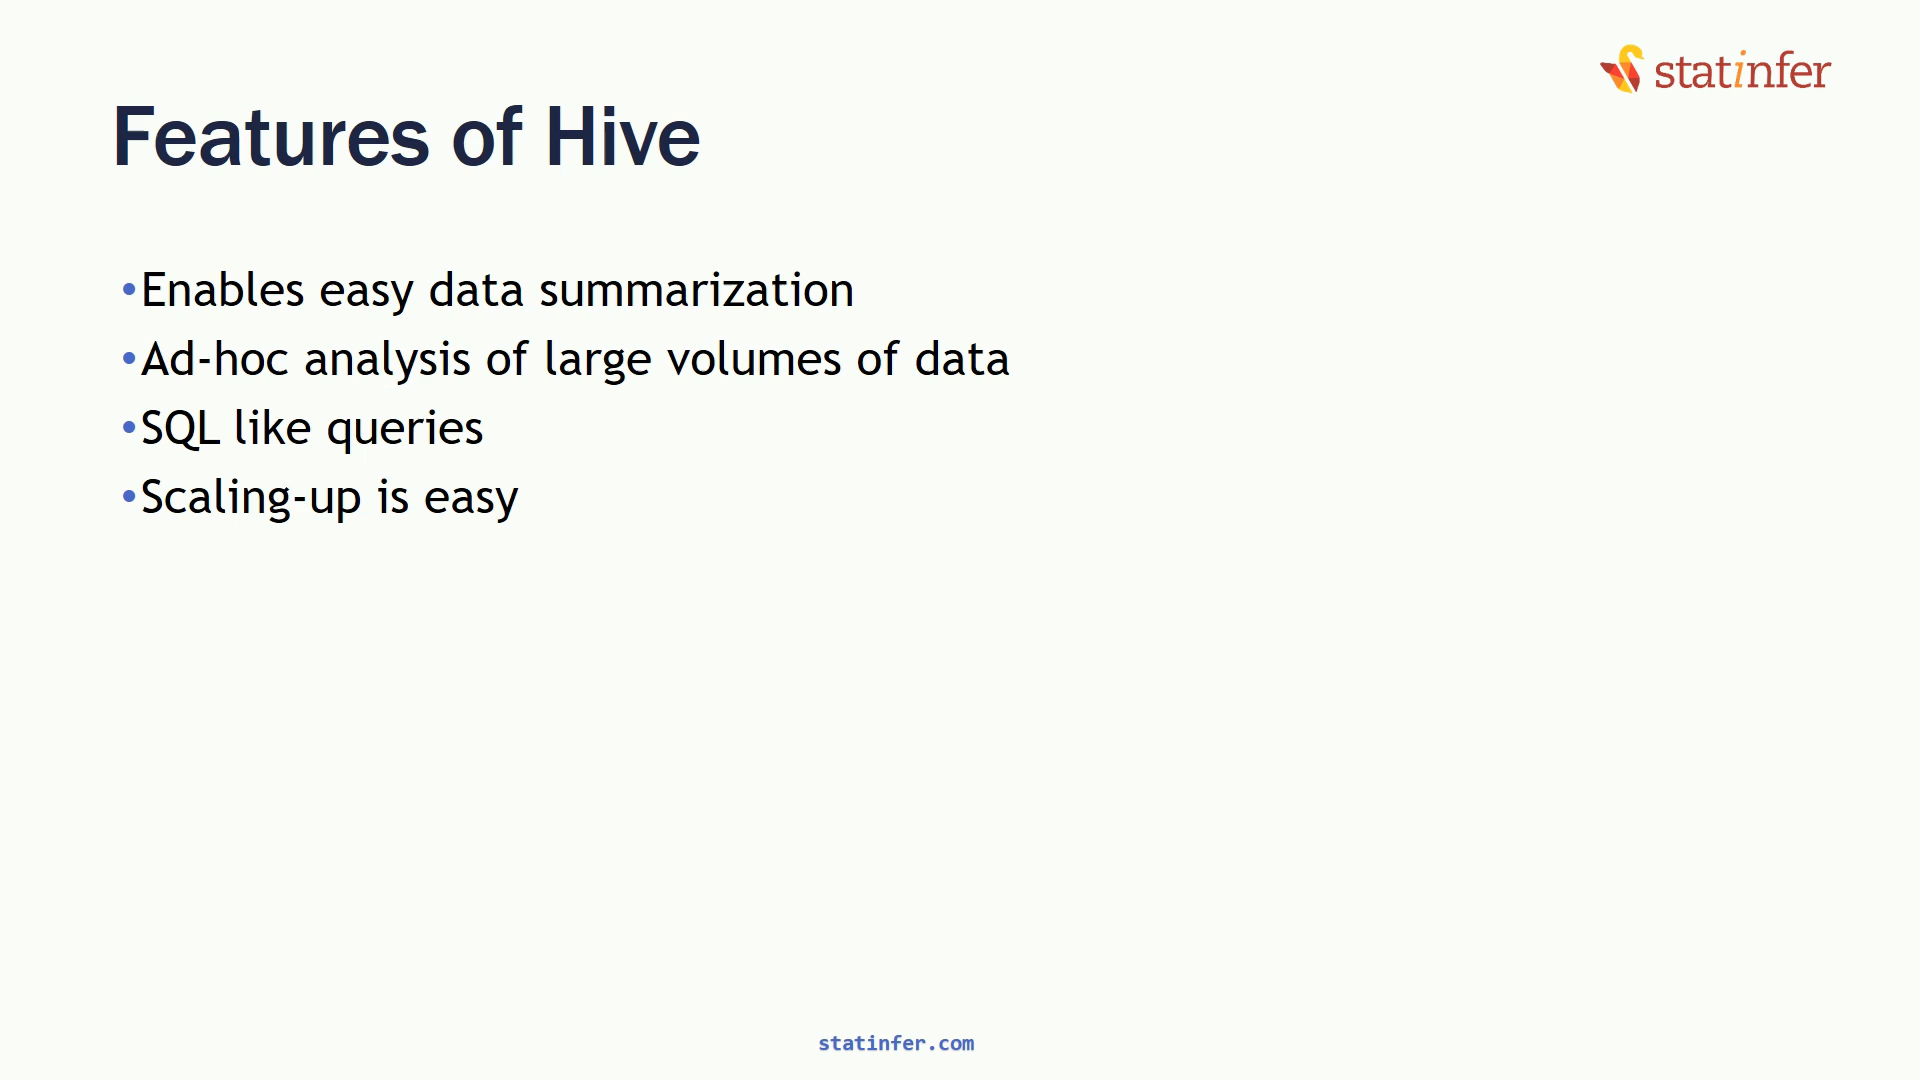 statinfer
Features of Hive
•Enables easy data summarization
•Ad-hoc analysis of large volumes of data
•SQL like queries
•Scaling-up is easy
statinfer.com